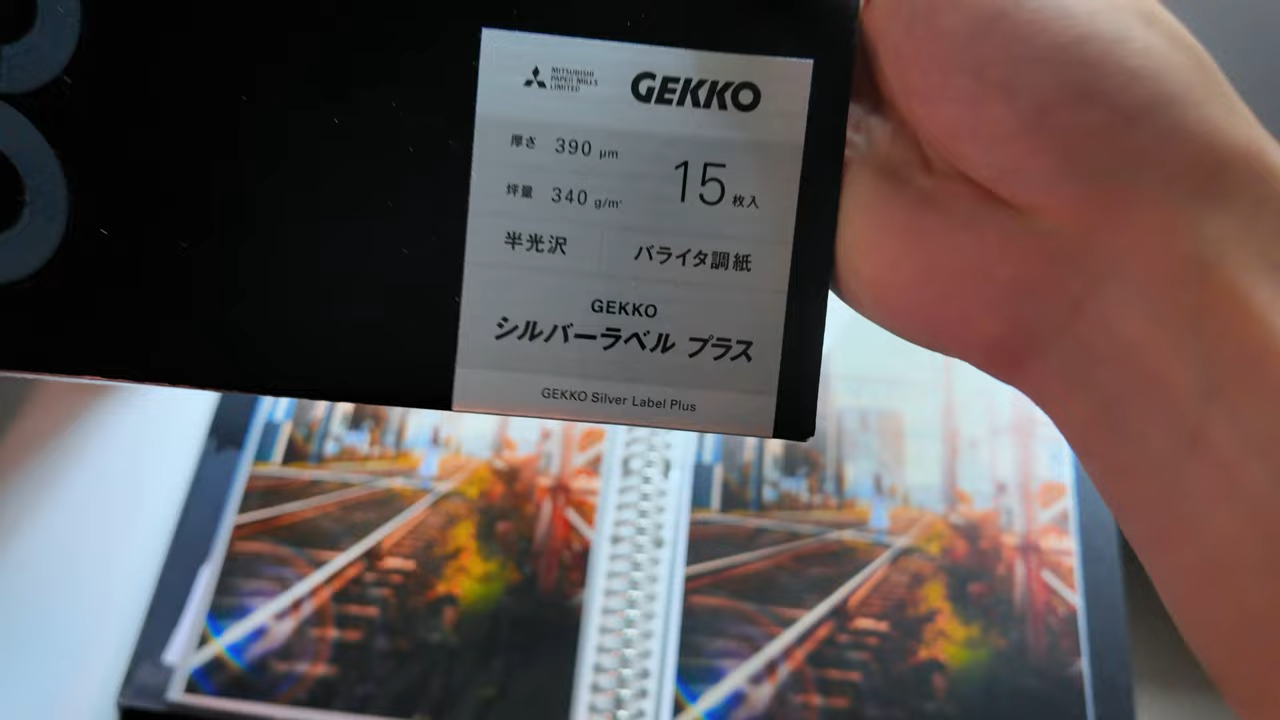 MITSUBISHI
PAPER MILLS
LIMITED
GEKKO
厚さ 390 μm
坪量 340 g/m²
15 枚入
半光沢
バライタ調紙
GEKKO
シルバーラベル プラス
GEKKO Silver Label Plus